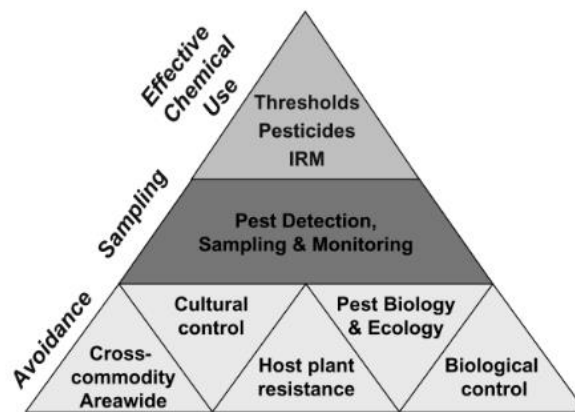 Effective
Chemical
Use
Thresholds
Pesticides
IRM
Sampling
Pest Detection,
Sampling & Monitoring
Avoidance
Cultural
control
Pest Biology
& Ecology
Cross-
commodity
Areawide
Host plant
resistance
Biological
control